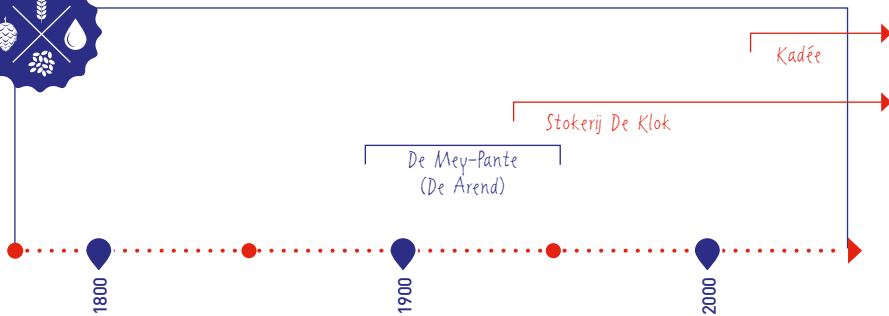 Kadée
Stokerij De Klok
De Mey-Pante
(De Arend)
1800
1900
2000